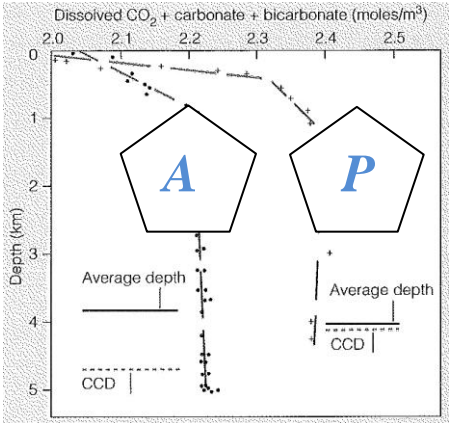 Dissolved CO₂ + carbonate + bicarbonate (moles/m³)
2.0 2.1 2.2 2.3 2.4 2.5
0
1
A P
2
Depth (km)
3
Average depth
Average depth
4
CCD
CCD
5